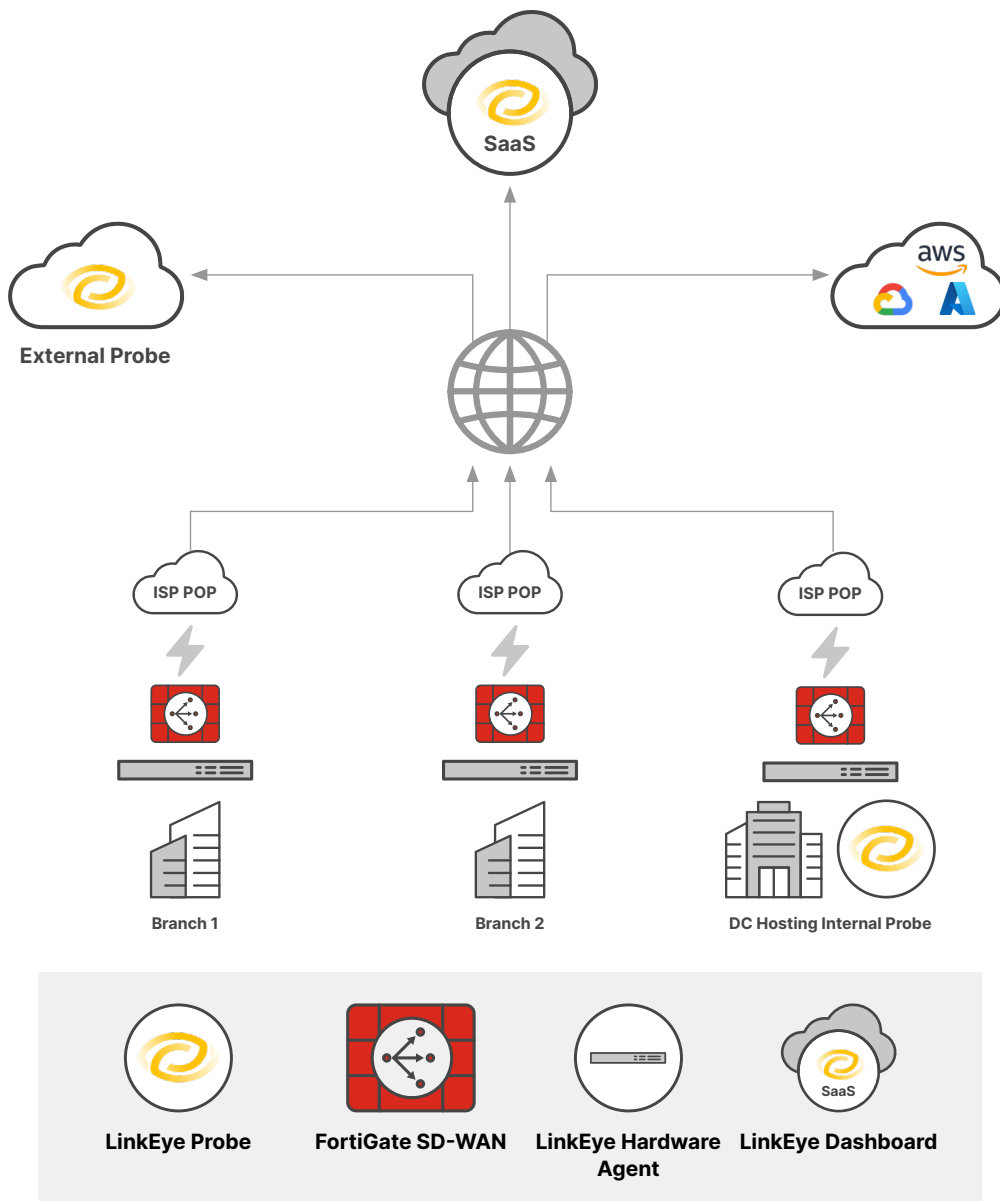 SaaS
aws
External Probe
ISP POP
ISP POP
ISP POP
Branch 1
Branch 2
DC Hosting Internal Probe
SaaS
LinkEye Probe
FortiGate SD-WAN
LinkEye Hardware
Agent
LinkEye Dashboard